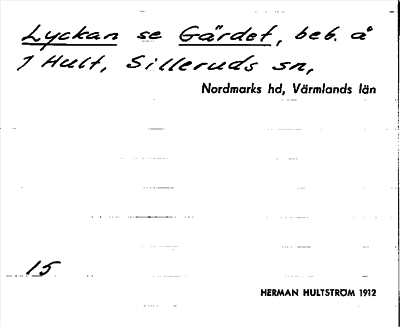 Lyckan se Gärdet, beb. å
1 Hult, Silleruds sn,
Nordmarks hd, Värmlands län
15
HERMAN HULTSTRÖM 1912